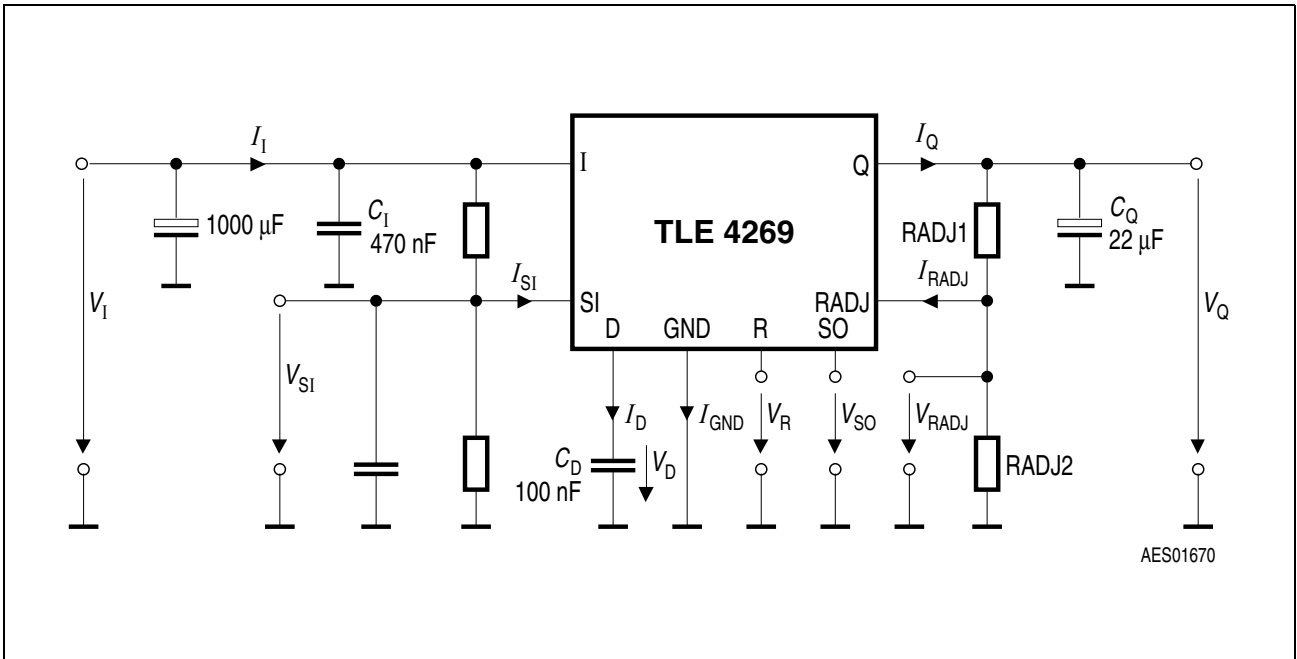 I_I
I_Q
I
Q
1000 µF
C_I
470 nF
TLE 4269
RADJ1
C_Q
22 µF
I_SI
I_RADJ
SI
RADJ
V_I
D
GND
R
SO
V_Q
V_SI
I_D
I_GND
V_R
V_SO
V_RADJ
C_D
100 nF
V_D
RADJ2
AES01670